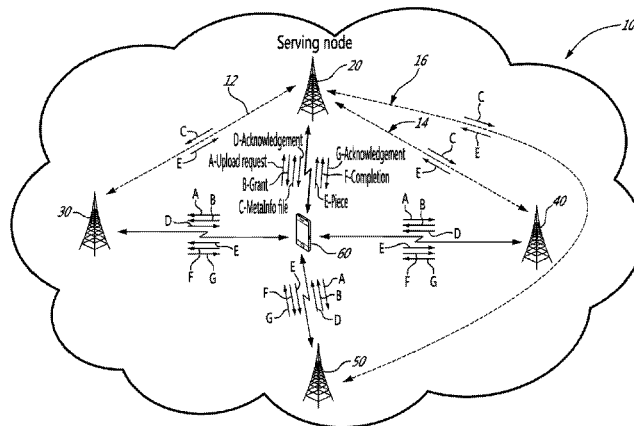 10
Serving node
20
16
12
14
C
C
E
D-Acknowledgement
A-Upload request
B-Grant
C-MetaInfo file
G-Acknowledgement
F-Completion
E-Piece
C
E
E
30
A B
D
E
F G
60
A B
D
E
F G
40
E
F
G
A
B
D
50